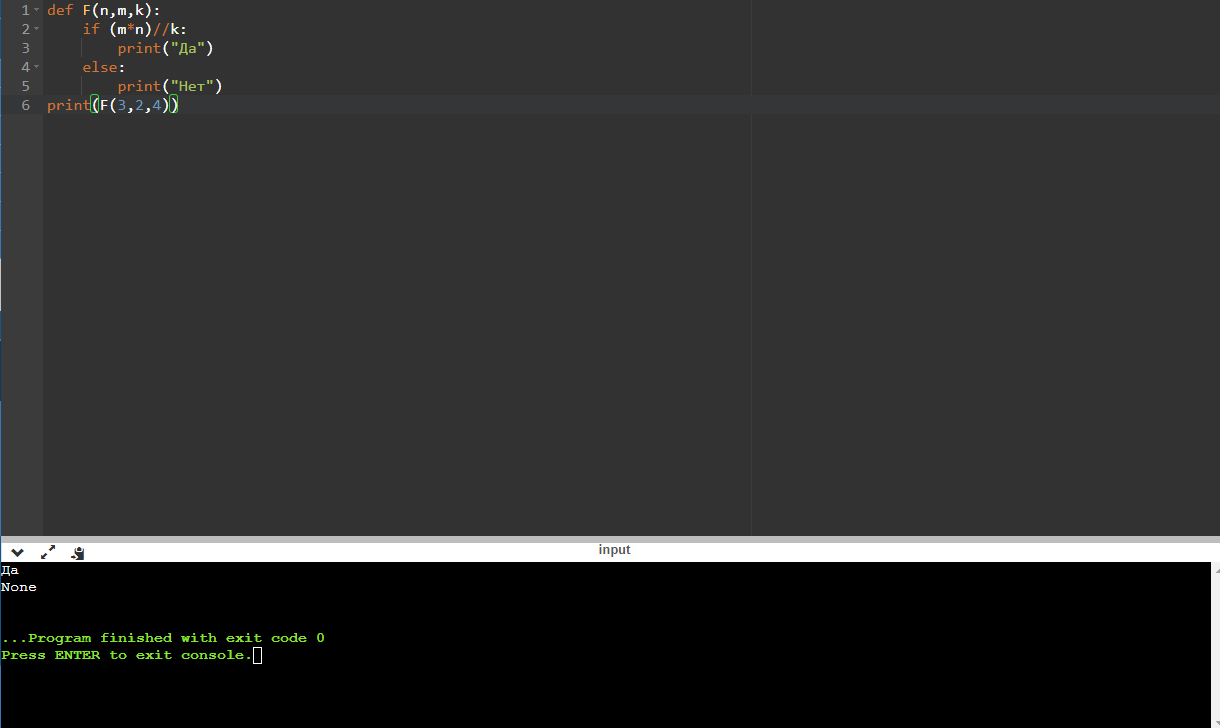 1 def F(n,m,k):
2     if (m*n)//k:
3         print("Да")
4     else:
5         print("Нет")
6 print(F(3,2,4))
input
Да
None
...Program finished with exit code 0
Press ENTER to exit console.